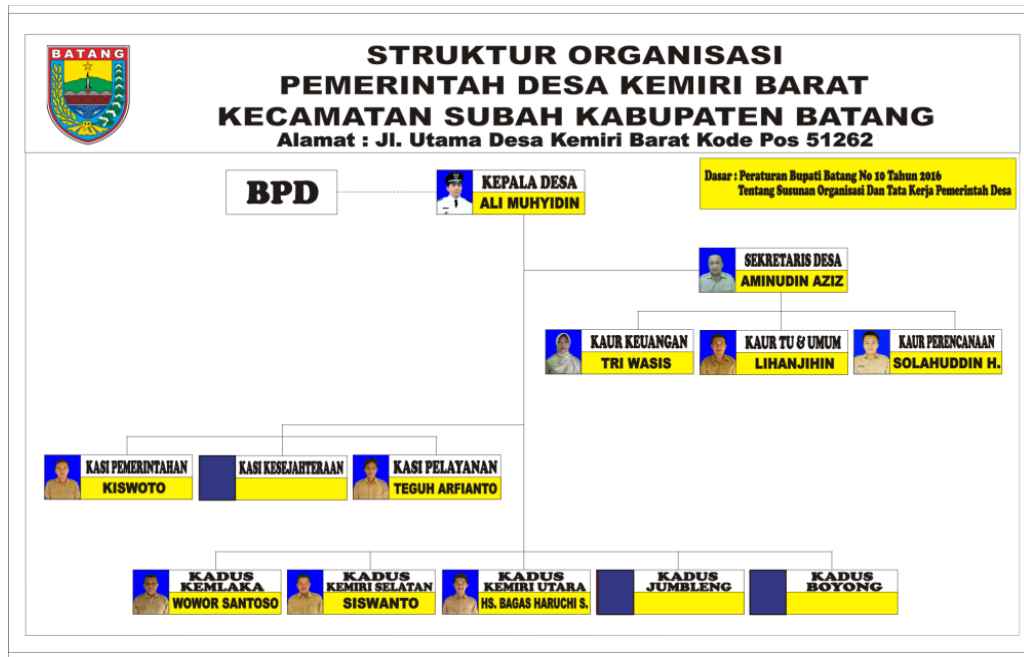 BATANG
STRUKTUR ORGANISASI
PEMERINTAH DESA KEMIRI BARAT
KECAMATAN SUBAH KABUPATEN BATANG
Alamat : Jl. Utama Desa Kemiri Barat Kode Pos 51262
BPD
KEPALA DESA
ALI MUHYIDIN
Dasar : Peraturan Bupati Batang No 10 Tahun 2016
Tentang Susunan Organisasi Dan Tata Kerja Pemerintah Desa
SEKRETARIS DESA
AMINUDIN AZIZ
KAUR KEUANGAN
TRI WASIS
KAUR TU & UMUM
LIHANJIHIN
KAUR PERENCANAAN
SOLAHUDDIN H.
KASI PEMERINTAHAN
KISWOTO
KASI KESEJAHTERAAN
KASI PELAYANAN
TEGUH ARFIANTO
KADUS
KEMLAKA
WOWOR SANTOSO
KADUS
KEMIRI SELATAN
SISWANTO
KADUS
KEMIRI UTARA
HS. BAGAS HARUCHI S.
KADUS
JUMBLENG
KADUS
BOYONG